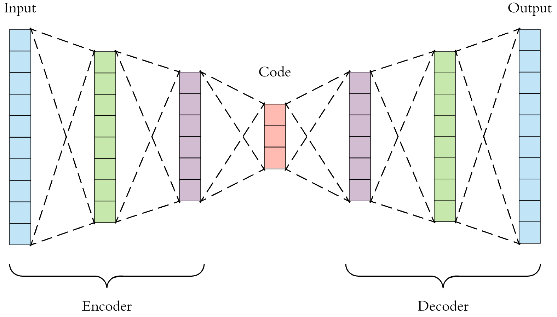 Input
Output
Code
Encoder
Decoder